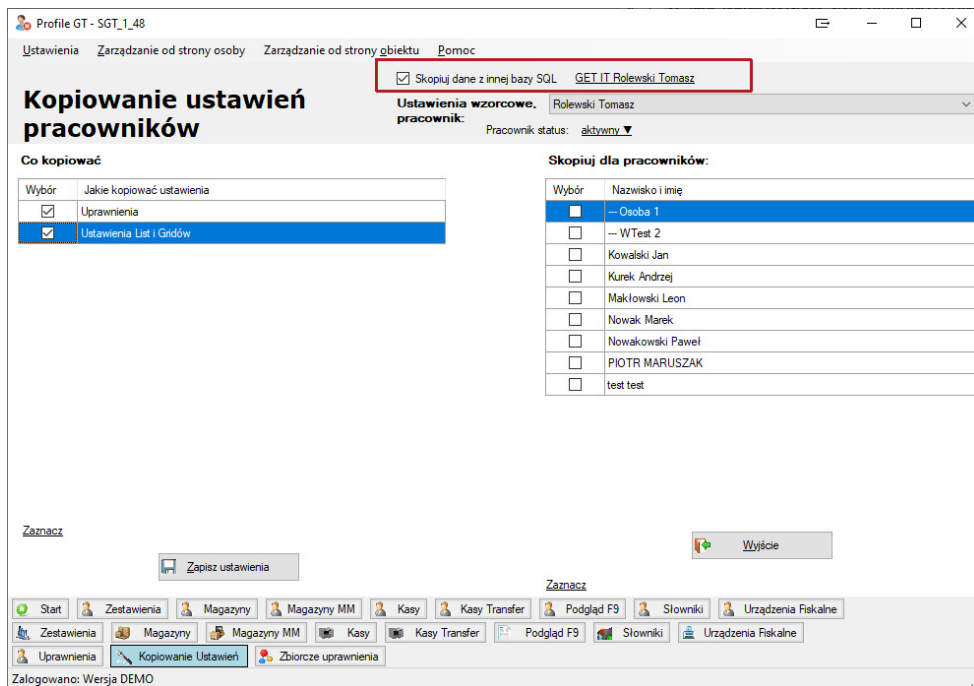 Profile GT - SGT_1_48
Ustawienia Zarządzanie od strony osoby Zarządzanie od strony obiektu Pomoc
Skopiuj dane z innej bazy SQL GET IT Rolewski Tomasz
Kopiowanie ustawień
pracowników
Ustawienia wzorcowe,
pracownik:
Rolewski Tomasz
Pracownik status: aktywny ▼
Co kopiować
Wybór Jakie kopiować ustawienia
Uprawnienia
Ustawienia List i Gridów
Skopiuj dla pracowników:
Wybór Nazwisko i imię
--- Osoba 1
--- WTest 2
Kowalski Jan
Kurek Andrzej
Makłowski Leon
Nowak Marek
Nowakowski Paweł
PIOTR MARUSZAK
test test
Zaznacz
Zapisz ustawienia
Wyjście
Zaznacz
Start Zestawienia Magazyny Magazyny MM Kasy Kasy Transfer Podgląd F9 Słowniki Urządzenia Fiskalne
Zestawienia Magazyny Magazyny MM Kasy Kasy Transfer Podgląd F9 Słowniki Urządzenia Fiskalne
Uprawnienia Kopiowanie Ustawień Zbiorcze uprawnienia
Zalogowano: Wersja DEMO